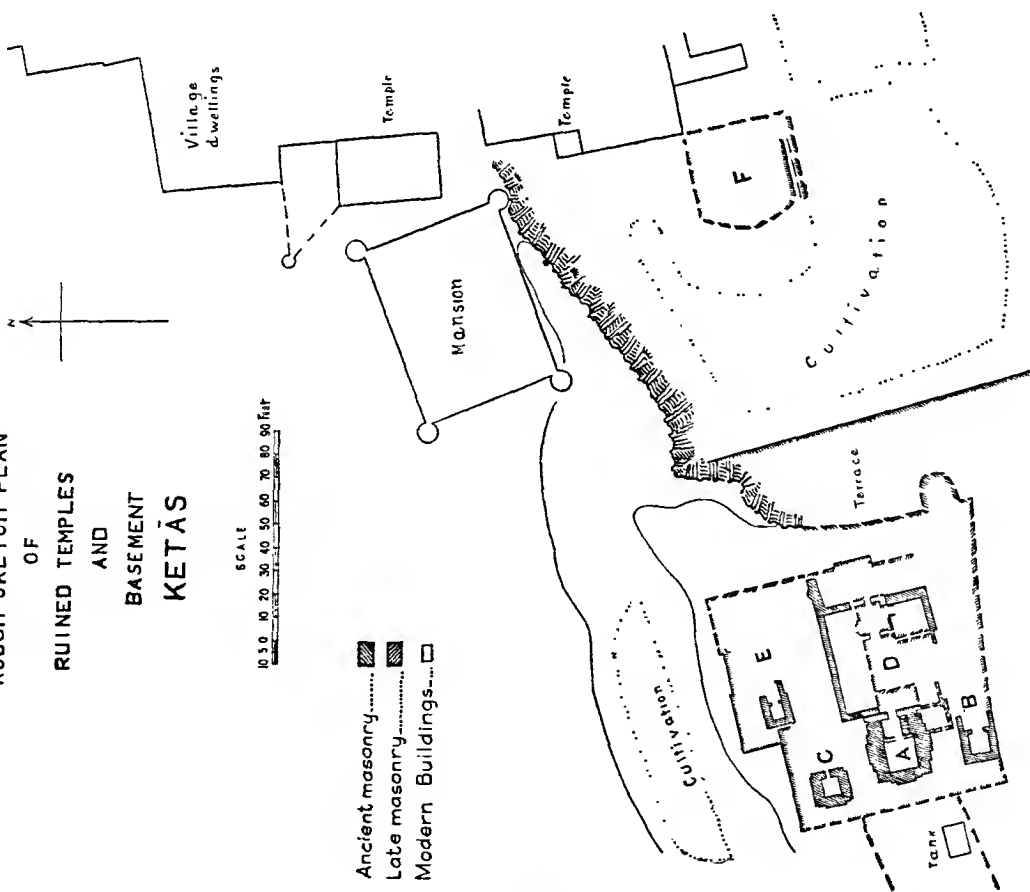 ROUGH SKETCH PLAN
OF
RUINED TEMPLES
AND
BASEMENT
KETĀS
SCALE
10 5 0 10 20 30 40 50 60 70 80 90 Feet
N
Ancient masonry
Late masonry
Modern Buildings
Village
dwellings
Temple
Temple
Mansion
F
Cultivation
Terrace
Cultivation
E
C
D
A
B
Tank